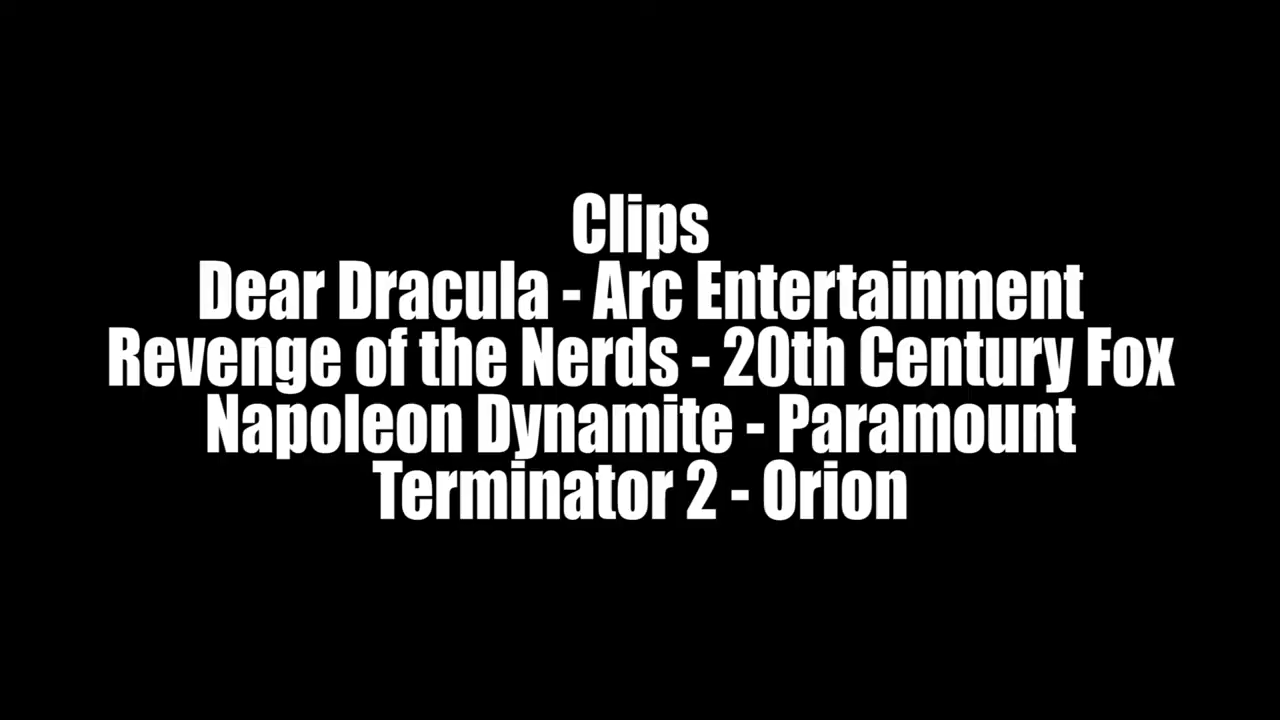 Clips
Dear Dracula - Arc Entertainment
Revenge of the Nerds - 20th Century Fox
Napoleon Dynamite - Paramount
Terminator 2 - Orion